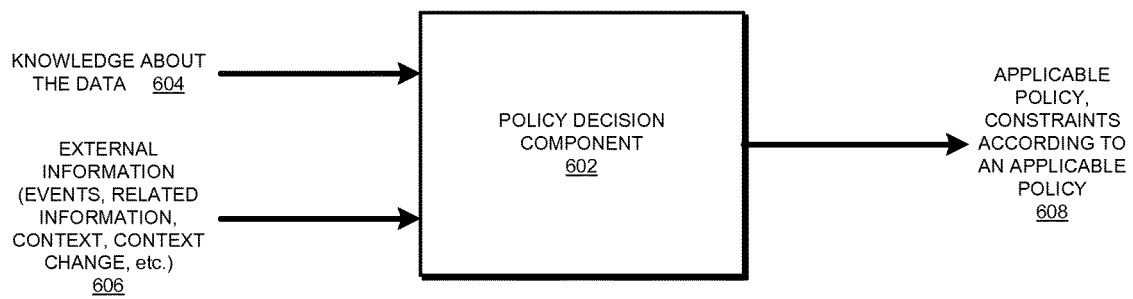 KNOWLEDGE ABOUT
THE DATA 604
EXTERNAL
INFORMATION
(EVENTS, RELATED
INFORMATION,
CONTEXT, CONTEXT
CHANGE, etc.)
606
POLICY DECISION
COMPONENT
602
APPLICABLE
POLICY,
CONSTRAINTS
ACCORDING TO
AN APPLICABLE
POLICY
608